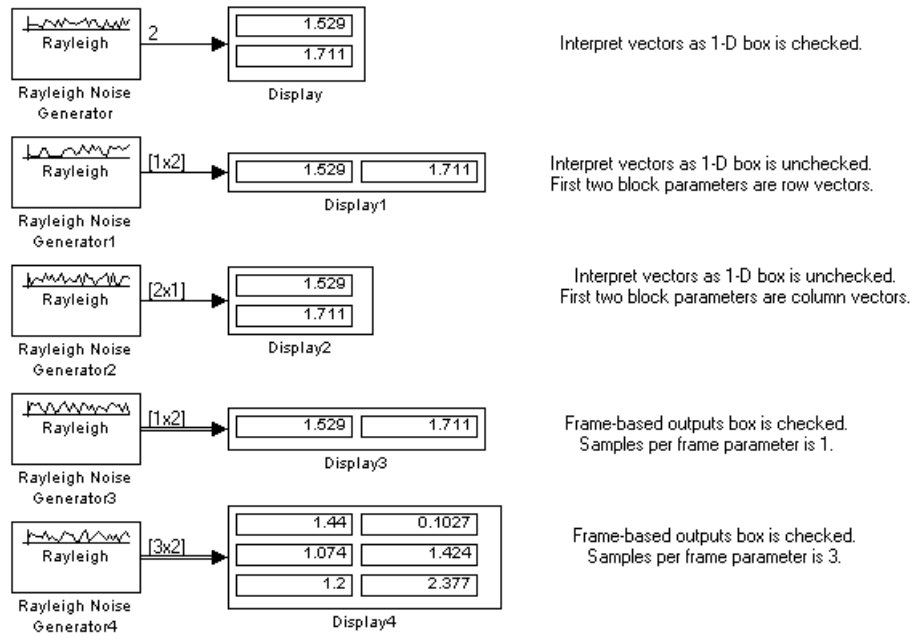 Rayleigh
2
1.529
1.711
Rayleigh Noise
Generator
Display
Interpret vectors as 1-D box is checked.
Rayleigh
[1x2]
1.529 1.711
Rayleigh Noise
Generator1
Display1
Interpret vectors as 1-D box is unchecked.
First two block parameters are row vectors.
Rayleigh
[2x1]
1.529
1.711
Rayleigh Noise
Generator2
Display2
Interpret vectors as 1-D box is unchecked.
First two block parameters are column vectors.
Rayleigh
[1x2]
1.529 1.711
Rayleigh Noise
Generator3
Display3
Frame-based outputs box is checked.
Samples per frame parameter is 1.
Rayleigh
[3x2]
1.44 0.1027
1.074 1.424
1.2 2.377
Rayleigh Noise
Generator4
Display4
Frame-based outputs box is checked.
Samples per frame parameter is 3.